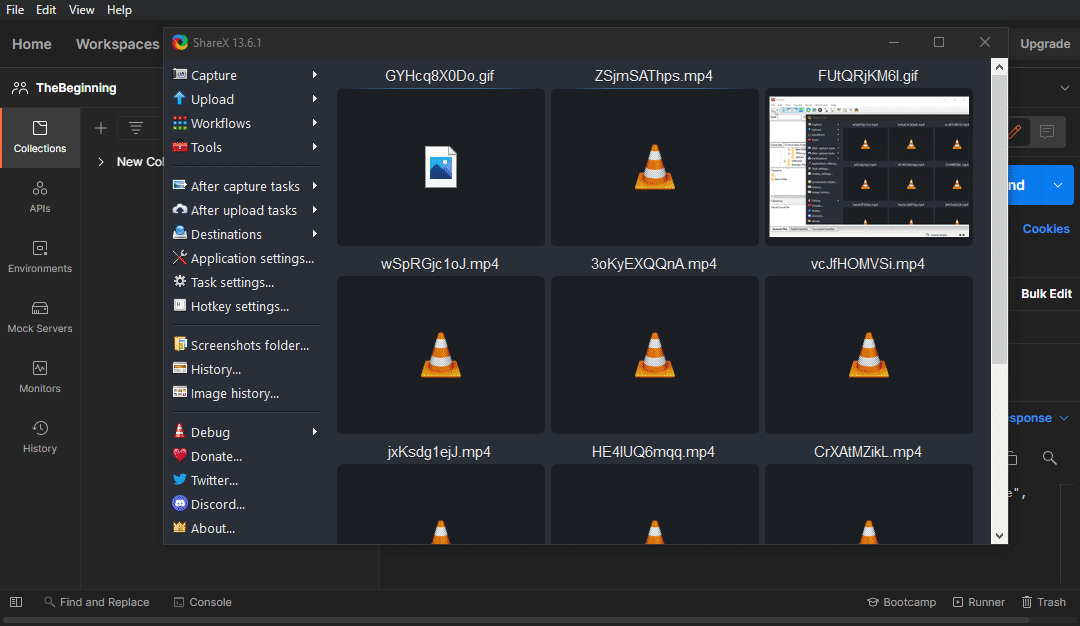 File Edit View Help
Home Workspaces
Upgrade
TheBeginning
Collections
New Col
APIs
Environments
Mock Servers
Monitors
History
ShareX 13.6.1
Capture
Upload
Workflows
Tools
After capture tasks
After upload tasks
Destinations
Application settings...
Task settings...
Hotkey settings...
Screenshots folder...
History...
Image history...
Debug
Donate...
Twitter...
Discord...
About...
GYHcq8X0Do.gif ZSjmSAThps.mp4 FUtQRjKM6I.gif
wSpRGjc1oJ.mp4 3oKyEXQQnA.mp4 vcJfHOMVSi.mp4
jxKsdg1ejJ.mp4 HE4lUQ6mqq.mp4 CrXAtMZikL.mp4
nd
Cookies
Bulk Edit
sponse
e",
Find and Replace Console
Bootcamp Runner Trash